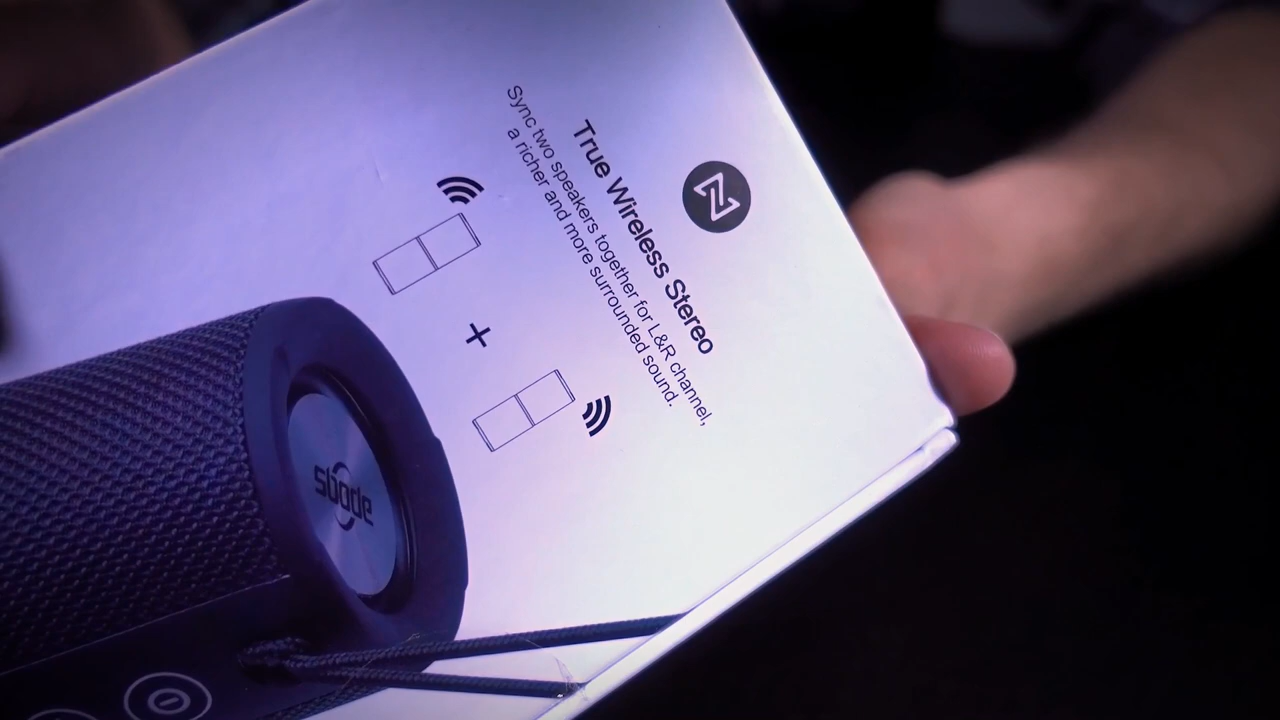 True Wireless Stereo
Sync two speakers together for L&R channel,
a richer and more surrounded sound.
+
sbode